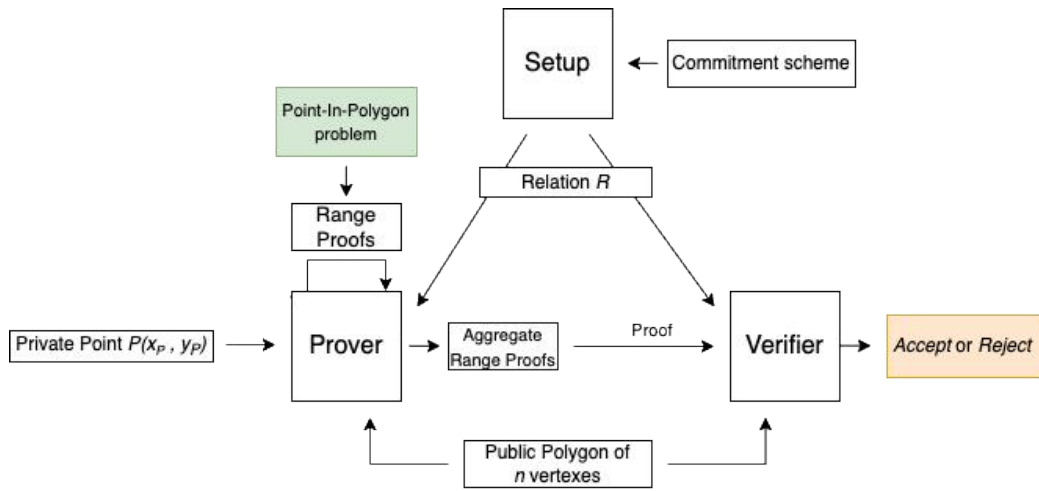 Setup
Commitment scheme
Point-In-Polygon
problem
Relation R
Range
Proofs
Private Point P(xP , yP)
Prover
Aggregate
Range Proofs
Proof
Verifier
Accept or Reject
Public Polygon of
n vertexes